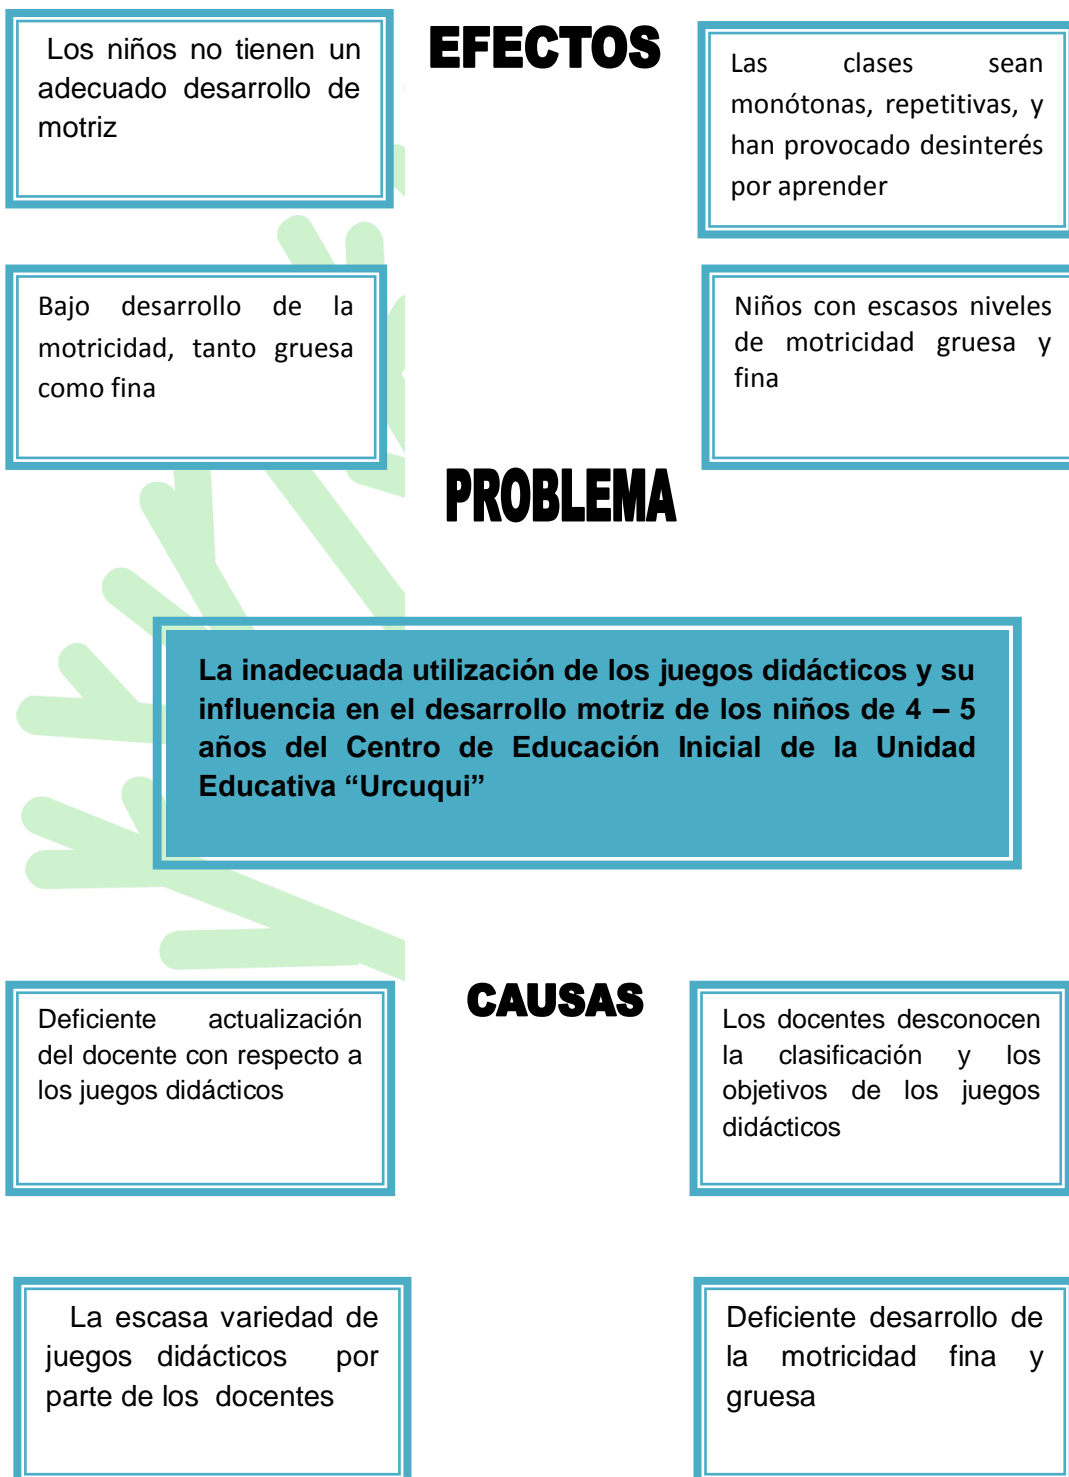 Los niños no tienen un
adecuado desarrollo de
motriz
EFECTOS
Las clases sean
monótonas, repetitivas, y
han provocado desinterés
por aprender
Bajo desarrollo de la
motricidad, tanto gruesa
como fina
Niños con escasos niveles
de motricidad gruesa y
fina
PROBLEMA
La inadecuada utilización de los juegos didácticos y su
influencia en el desarrollo motriz de los niños de 4 – 5
años del Centro de Educación Inicial de la Unidad
Educativa “Urcuqui”
CAUSAS
Deficiente actualización
del docente con respecto a
los juegos didácticos
Los docentes desconocen
la clasificación y los
objetivos de los juegos
didácticos
La escasa variedad de
juegos didácticos por
parte de los docentes
Deficiente desarrollo de
la motricidad fina y
gruesa